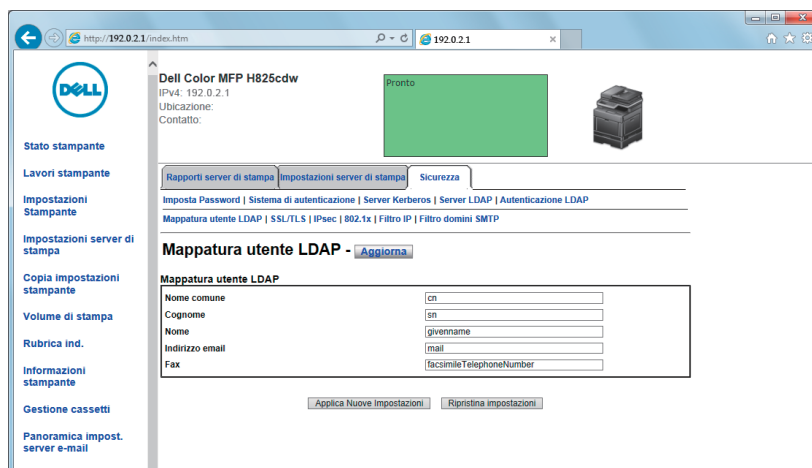 http://192.0.2.1/index.htm
192.0.2.1
DELL
Dell Color MFP H825cdw
IPv4: 192.0.2.1
Ubicazione:
Contatto:
Pronto
Stato stampante
Lavori stampante
Impostazioni
Stampante
Impostazioni server di
stampa
Copia impostazioni
stampante
Volume di stampa
Rubrica ind.
Informazioni
stampante
Gestione cassetti
Panoramica impost.
server e-mail
Rapporti server di stampa Impostazioni server di stampa Sicurezza
Imposta Password | Sistema di autenticazione | Server Kerberos | Server LDAP | Autenticazione LDAP
Mappatura utente LDAP | SSL/TLS | IPsec | 802.1x | Filtro IP | Filtro domini SMTP
Mappatura utente LDAP - Aggiorna
Mappatura utente LDAP
Nome comune cn
Cognome sn
Nome givenname
Indirizzo email mail
Fax facsimileTelephoneNumber
Applica Nuove Impostazioni Ripristina impostazioni